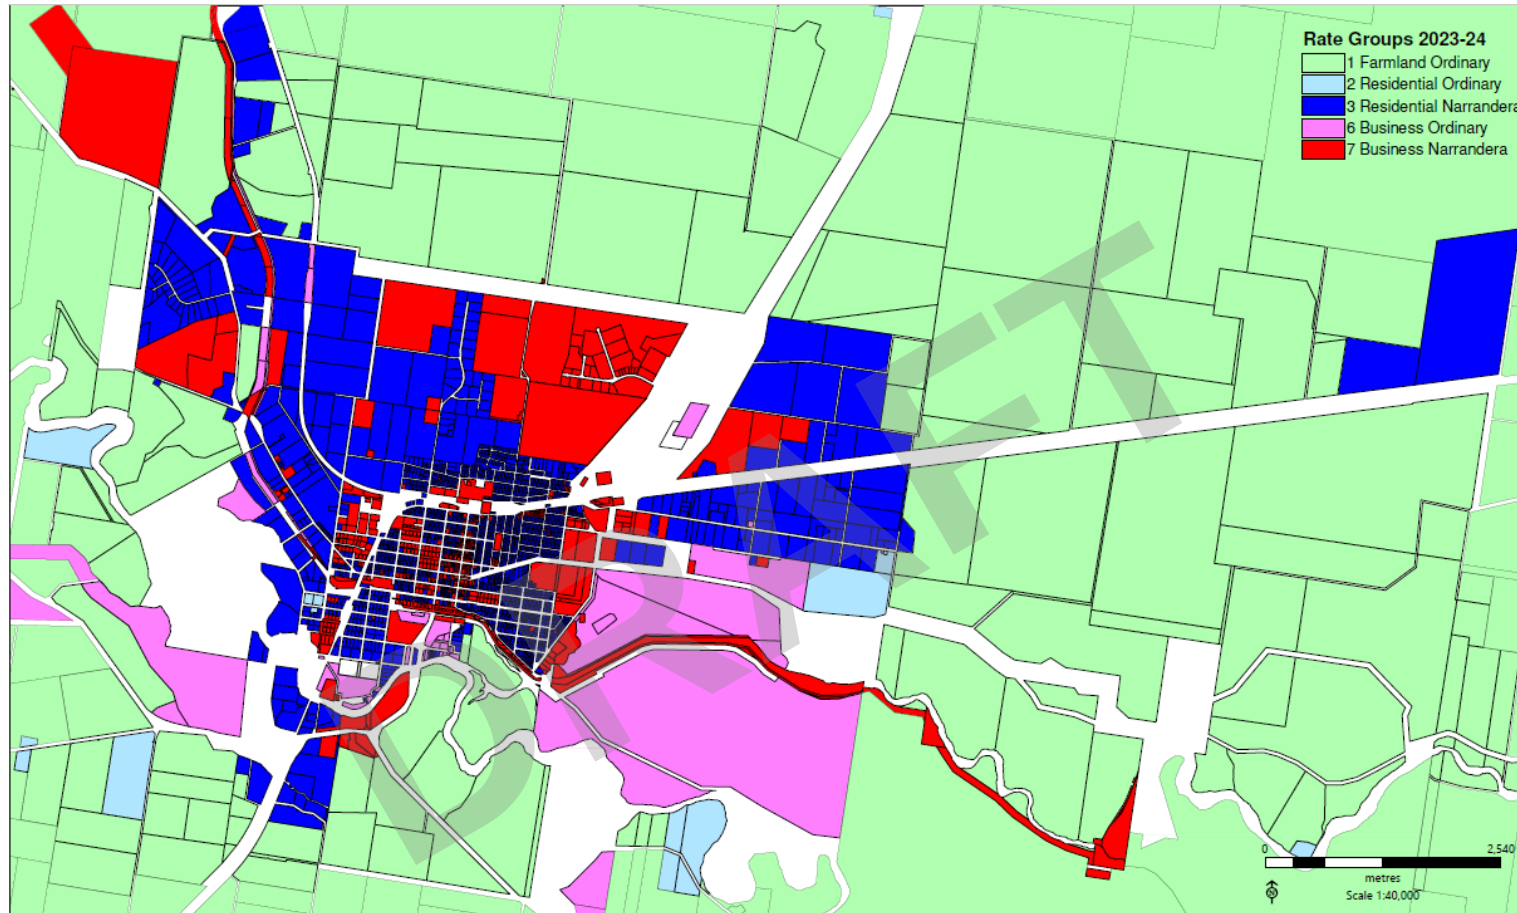 Rate Groups 2023-24
1 Farmland Ordinary
2 Residential Ordinary
3 Residential Narrandera
6 Business Ordinary
7 Business Narrandera
DRAFT
0 2,540
metres
Scale 1:40,000